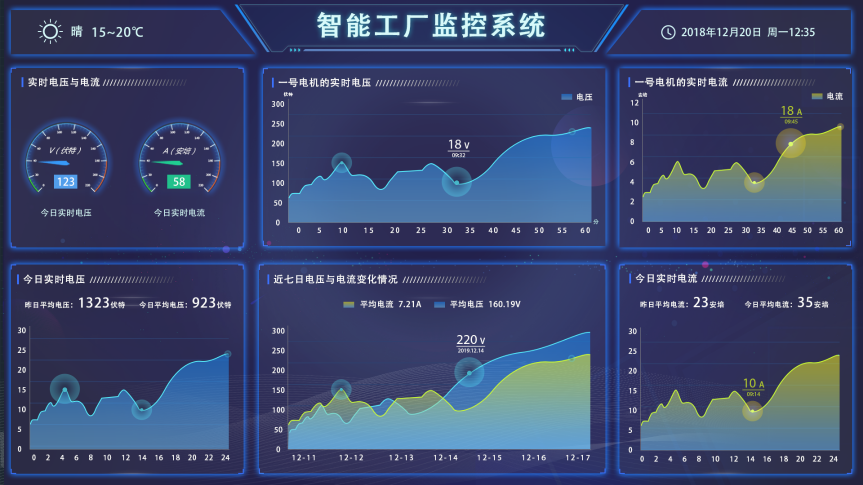 晴 15~20℃
智能工厂监控系统
2018年12月20日 周一12:35
实时电压与电流
V (伏特)
123
今日实时电压
A (安培)
58
今日实时电流
一号电机的实时电压
伏特
电压
300
250
200
150
100
50
0
18 V
09:32
0 5 10 15 20 25 30 35 40 45 50 55 60 分
一号电机的实时电流
电流
12
10
8
6
4
2
0
18 A
09:45
0 5 10 15 20 25 30 35 40 45 50 55 60
今日实时电压
昨日平均电压：1323伏特 今日平均电压：923伏特
30
25
20
15
10
5
0
0 2 4 6 8 10 12 14 16 18 20 22 24
近七日电压与电流变化情况
平均电流 7.21A 平均电压 160.19V
300
250
200
150
100
50
0
220 V
2019.12.14
12-11 12-12 12-13 12-14 12-15 12-16 12-17
今日实时电流
昨日平均电流：23安培 今日平均电流：35安培
30
25
20
15
10
5
0
10 A
09:14
0 2 4 6 8 10 12 14 16 18 20 22 24